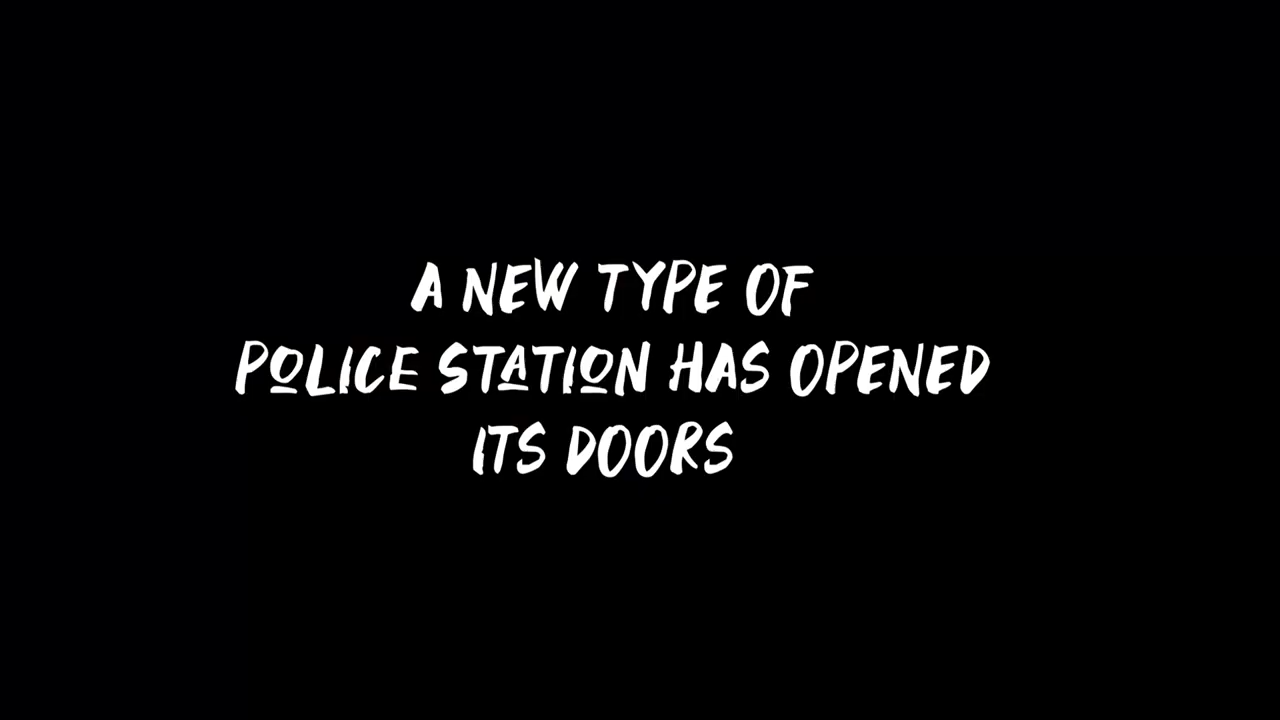 A NEW TYPE OF
POLICE STATION HAS OPENED
ITS DOORS